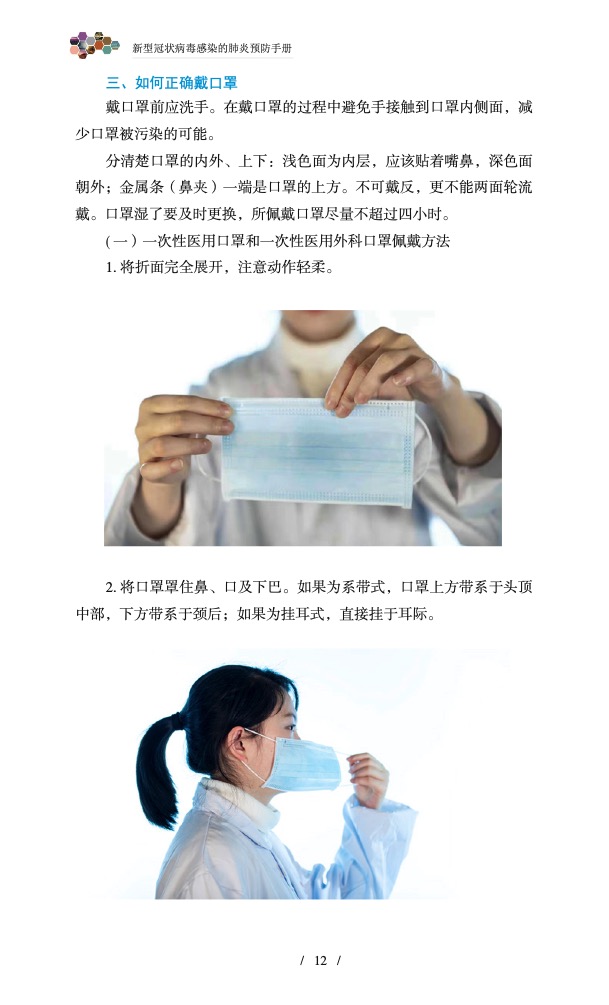 新型冠状病毒感染的肺炎预防手册
三、如何正确戴口罩
戴口罩前应洗手。在戴口罩的过程中避免手接触到口罩内侧面，减
少口罩被污染的可能。
分清楚口罩的内外、上下：浅色面为内层，应该贴着嘴鼻，深色面
朝外；金属条（鼻夹）一端是口罩的上方。不可戴反，更不能两面轮流
戴。口罩湿了要及时更换，所佩戴口罩尽量不超过四小时。
(一）一次性医用口罩和一次性医用外科口罩佩戴方法
1. 将折面完全展开，注意动作轻柔。
2. 将口罩罩住鼻、口及下巴。如果为系带式，口罩上方带系于头顶
中部，下方带系于颈后；如果为挂耳式，直接挂于耳际。
/ 12 /